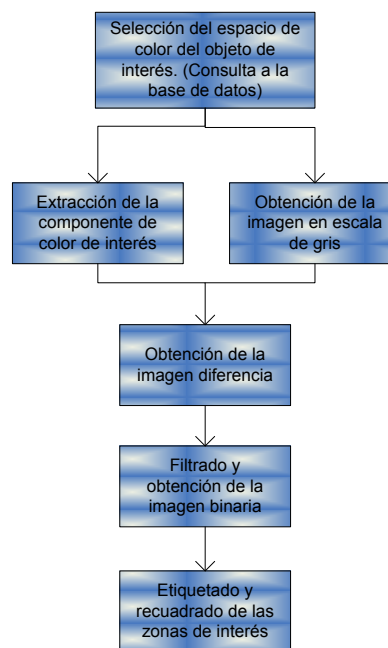 Selección del espacio de
color del objeto de
interés. (Consulta a la
base de datos)
Extracción de la
componente de
color de interés
Obtención de la
imagen en escala
de gris
Obtención de la
imagen diferencia
Filtrado y
obtención de la
imagen binaria
Etiquetado y
recuadrado de las
zonas de interés